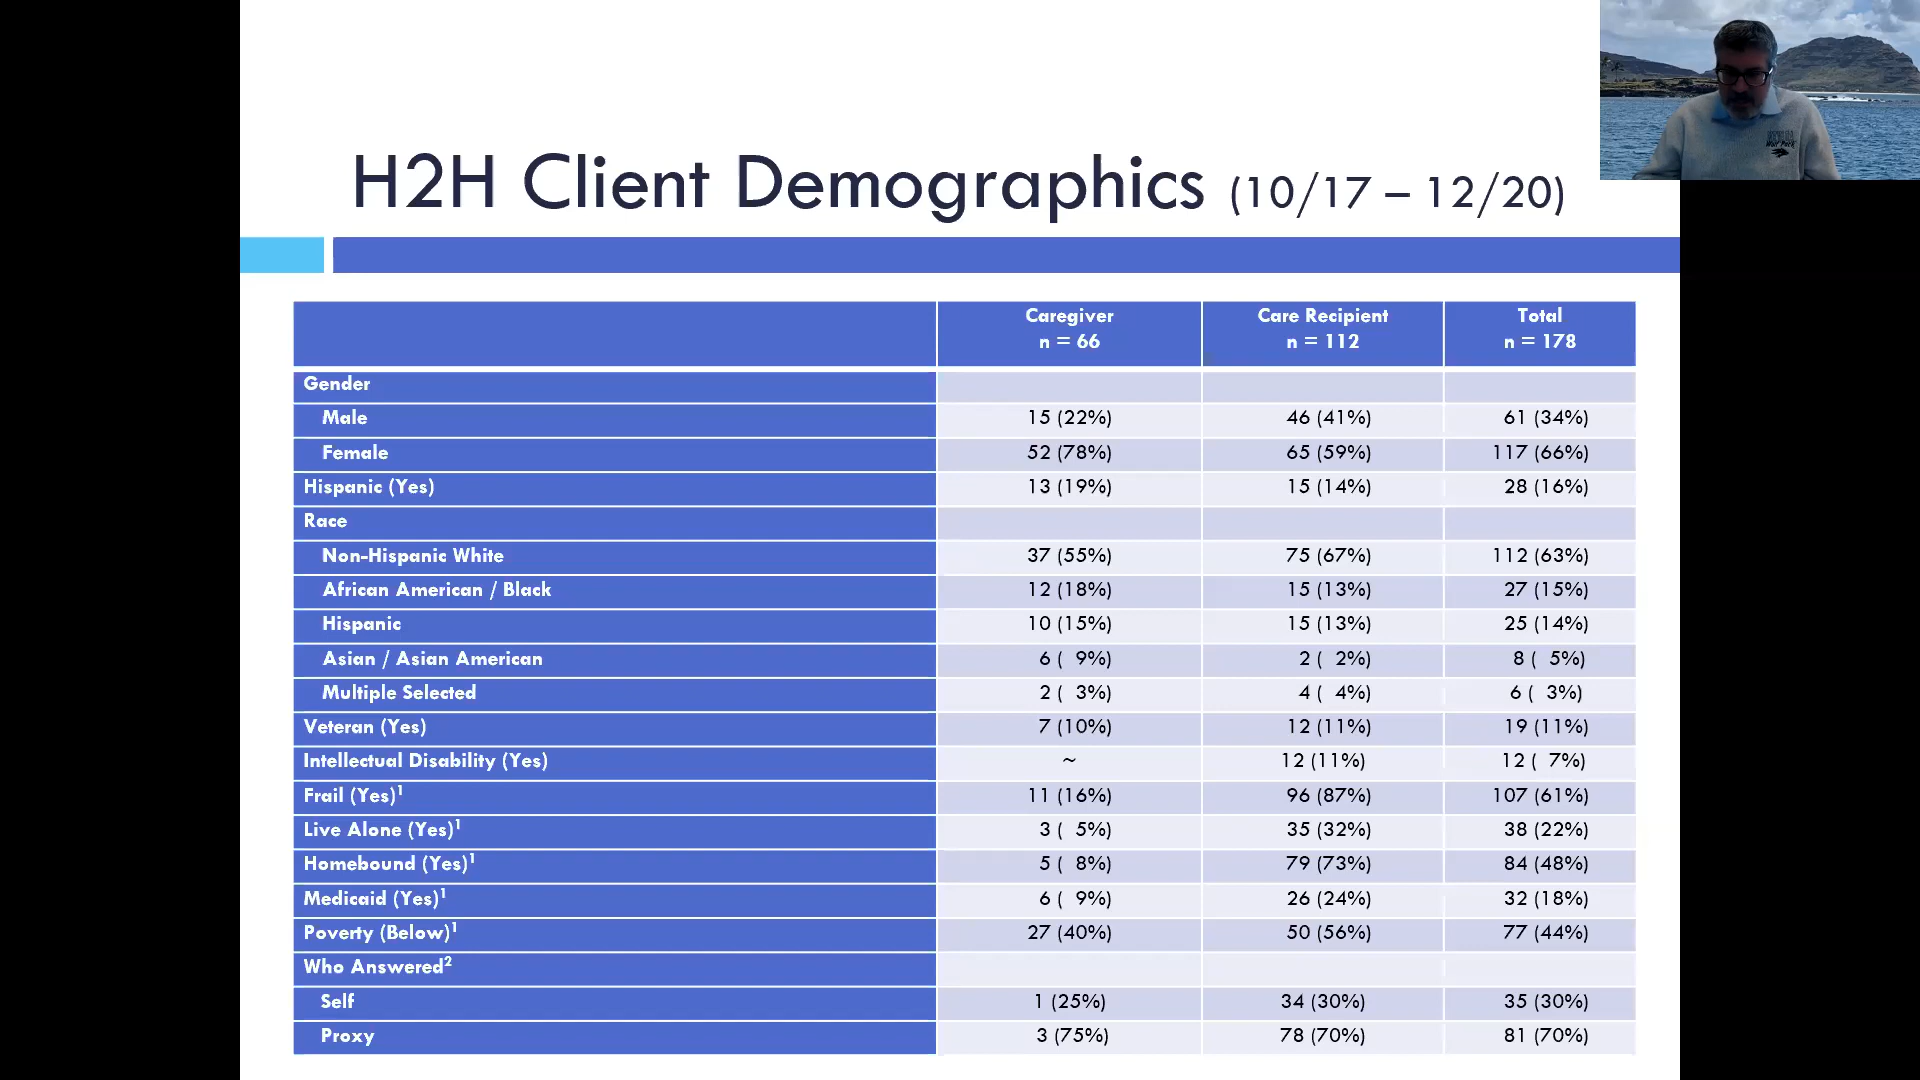 H2H Client Demographics (10/17 – 12/20)
Caregiver n = 66 Care Recipient n = 112 Total n = 178
Gender
Male 15 (22%) 46 (41%) 61 (34%)
Female 52 (78%) 65 (59%) 117 (66%)
Hispanic (Yes) 13 (19%) 15 (14%) 28 (16%)
Race
Non-Hispanic White 37 (55%) 75 (67%) 112 (63%)
African American / Black 12 (18%) 15 (13%) 27 (15%)
Hispanic 10 (15%) 15 (13%) 25 (14%)
Asian / Asian American 6 ( 9%) 2 ( 2%) 8 ( 5%)
Multiple Selected 2 ( 3%) 4 ( 4%) 6 ( 3%)
Veteran (Yes) 7 (10%) 12 (11%) 19 (11%)
Intellectual Disability (Yes) ~ 12 (11%) 12 ( 7%)
Frail (Yes)¹ 11 (16%) 96 (87%) 107 (61%)
Live Alone (Yes)¹ 3 ( 5%) 35 (32%) 38 (22%)
Homebound (Yes)¹ 5 ( 8%) 79 (73%) 84 (48%)
Medicaid (Yes)¹ 6 ( 9%) 26 (24%) 32 (18%)
Poverty (Below)¹ 27 (40%) 50 (56%) 77 (44%)
Who Answered²
Self 1 (25%) 34 (30%) 35 (30%)
Proxy 3 (75%) 78 (70%) 81 (70%)